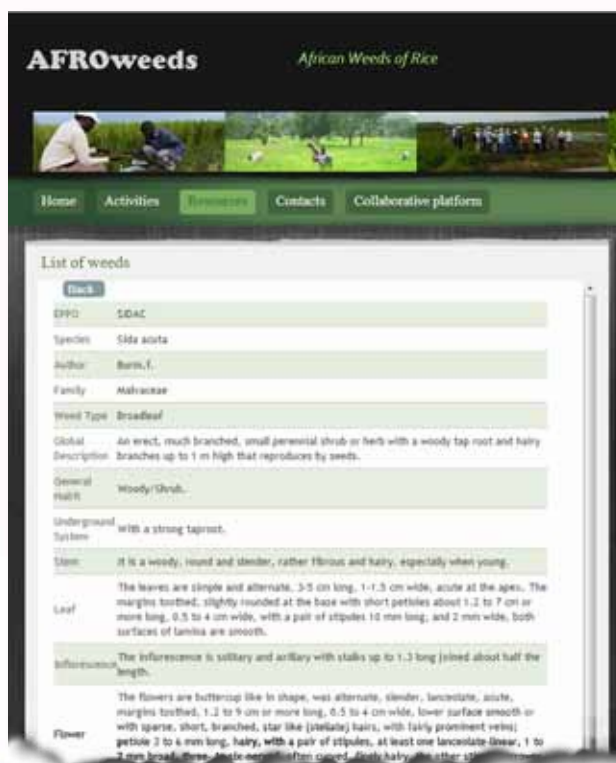 AFROweeds
African Weeds of Rice
Home Activities Resources Contacts Collaborative platform
List of weeds
Back
EPPO SIDAC
Species Sida acuta
Author Burm.f.
Family Malvaceae
Weed Type Broadleaf
Global Description An erect, much branched, small perennial shrub or herb with a woody tap root and hairy
branches up to 1 m high that reproduces by seeds.
General Habit Woody/Shrub.
Underground System With a strong taproot.
Stem It is a woody, round and slender, rather fibrous and hairy, especially when young.
Leaf
The leaves are simple and alternate, 3-5 cm long, 1-1.5 cm wide, acute at the apex. The
margins toothed, slightly rounded at the base with short petioles about 1.2 to 7 cm or
more long, 0.5 to 4 cm wide, with a pair of stipules 10 mm long, and 2 mm wide, both
surfaces of lamina are smooth.
Inflorescence The inflorescence is solitary and axillary with stalks up to 1.3 long joined about half the
length.
Flower
The flowers are buttercup like in shape, was alternate, slender, lanceolate, acute,
margins toothed, 1.2 to 9 cm or more long, 0.5 to 4 cm wide, lower surface smooth or
with sparse, short, branched, star like (stellate) hairs, with fairly prominent veins;
petiole 3 to 6 mm long, hairy, with a pair of stipules, at least one lanceolate-linear, 1 to
2 mm broad, often curved, finely hairy, the other